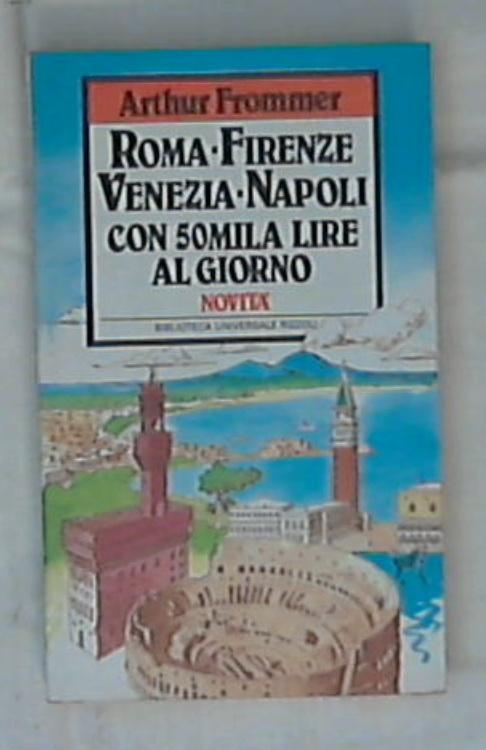 Arthur Frommer
ROMA·FIRENZE
VENEZIA·NAPOLI
CON 50MILA LIRE
AL GIORNO
NOVITÀ
BIBLIOTECA UNIVERSALE RIZZOLI